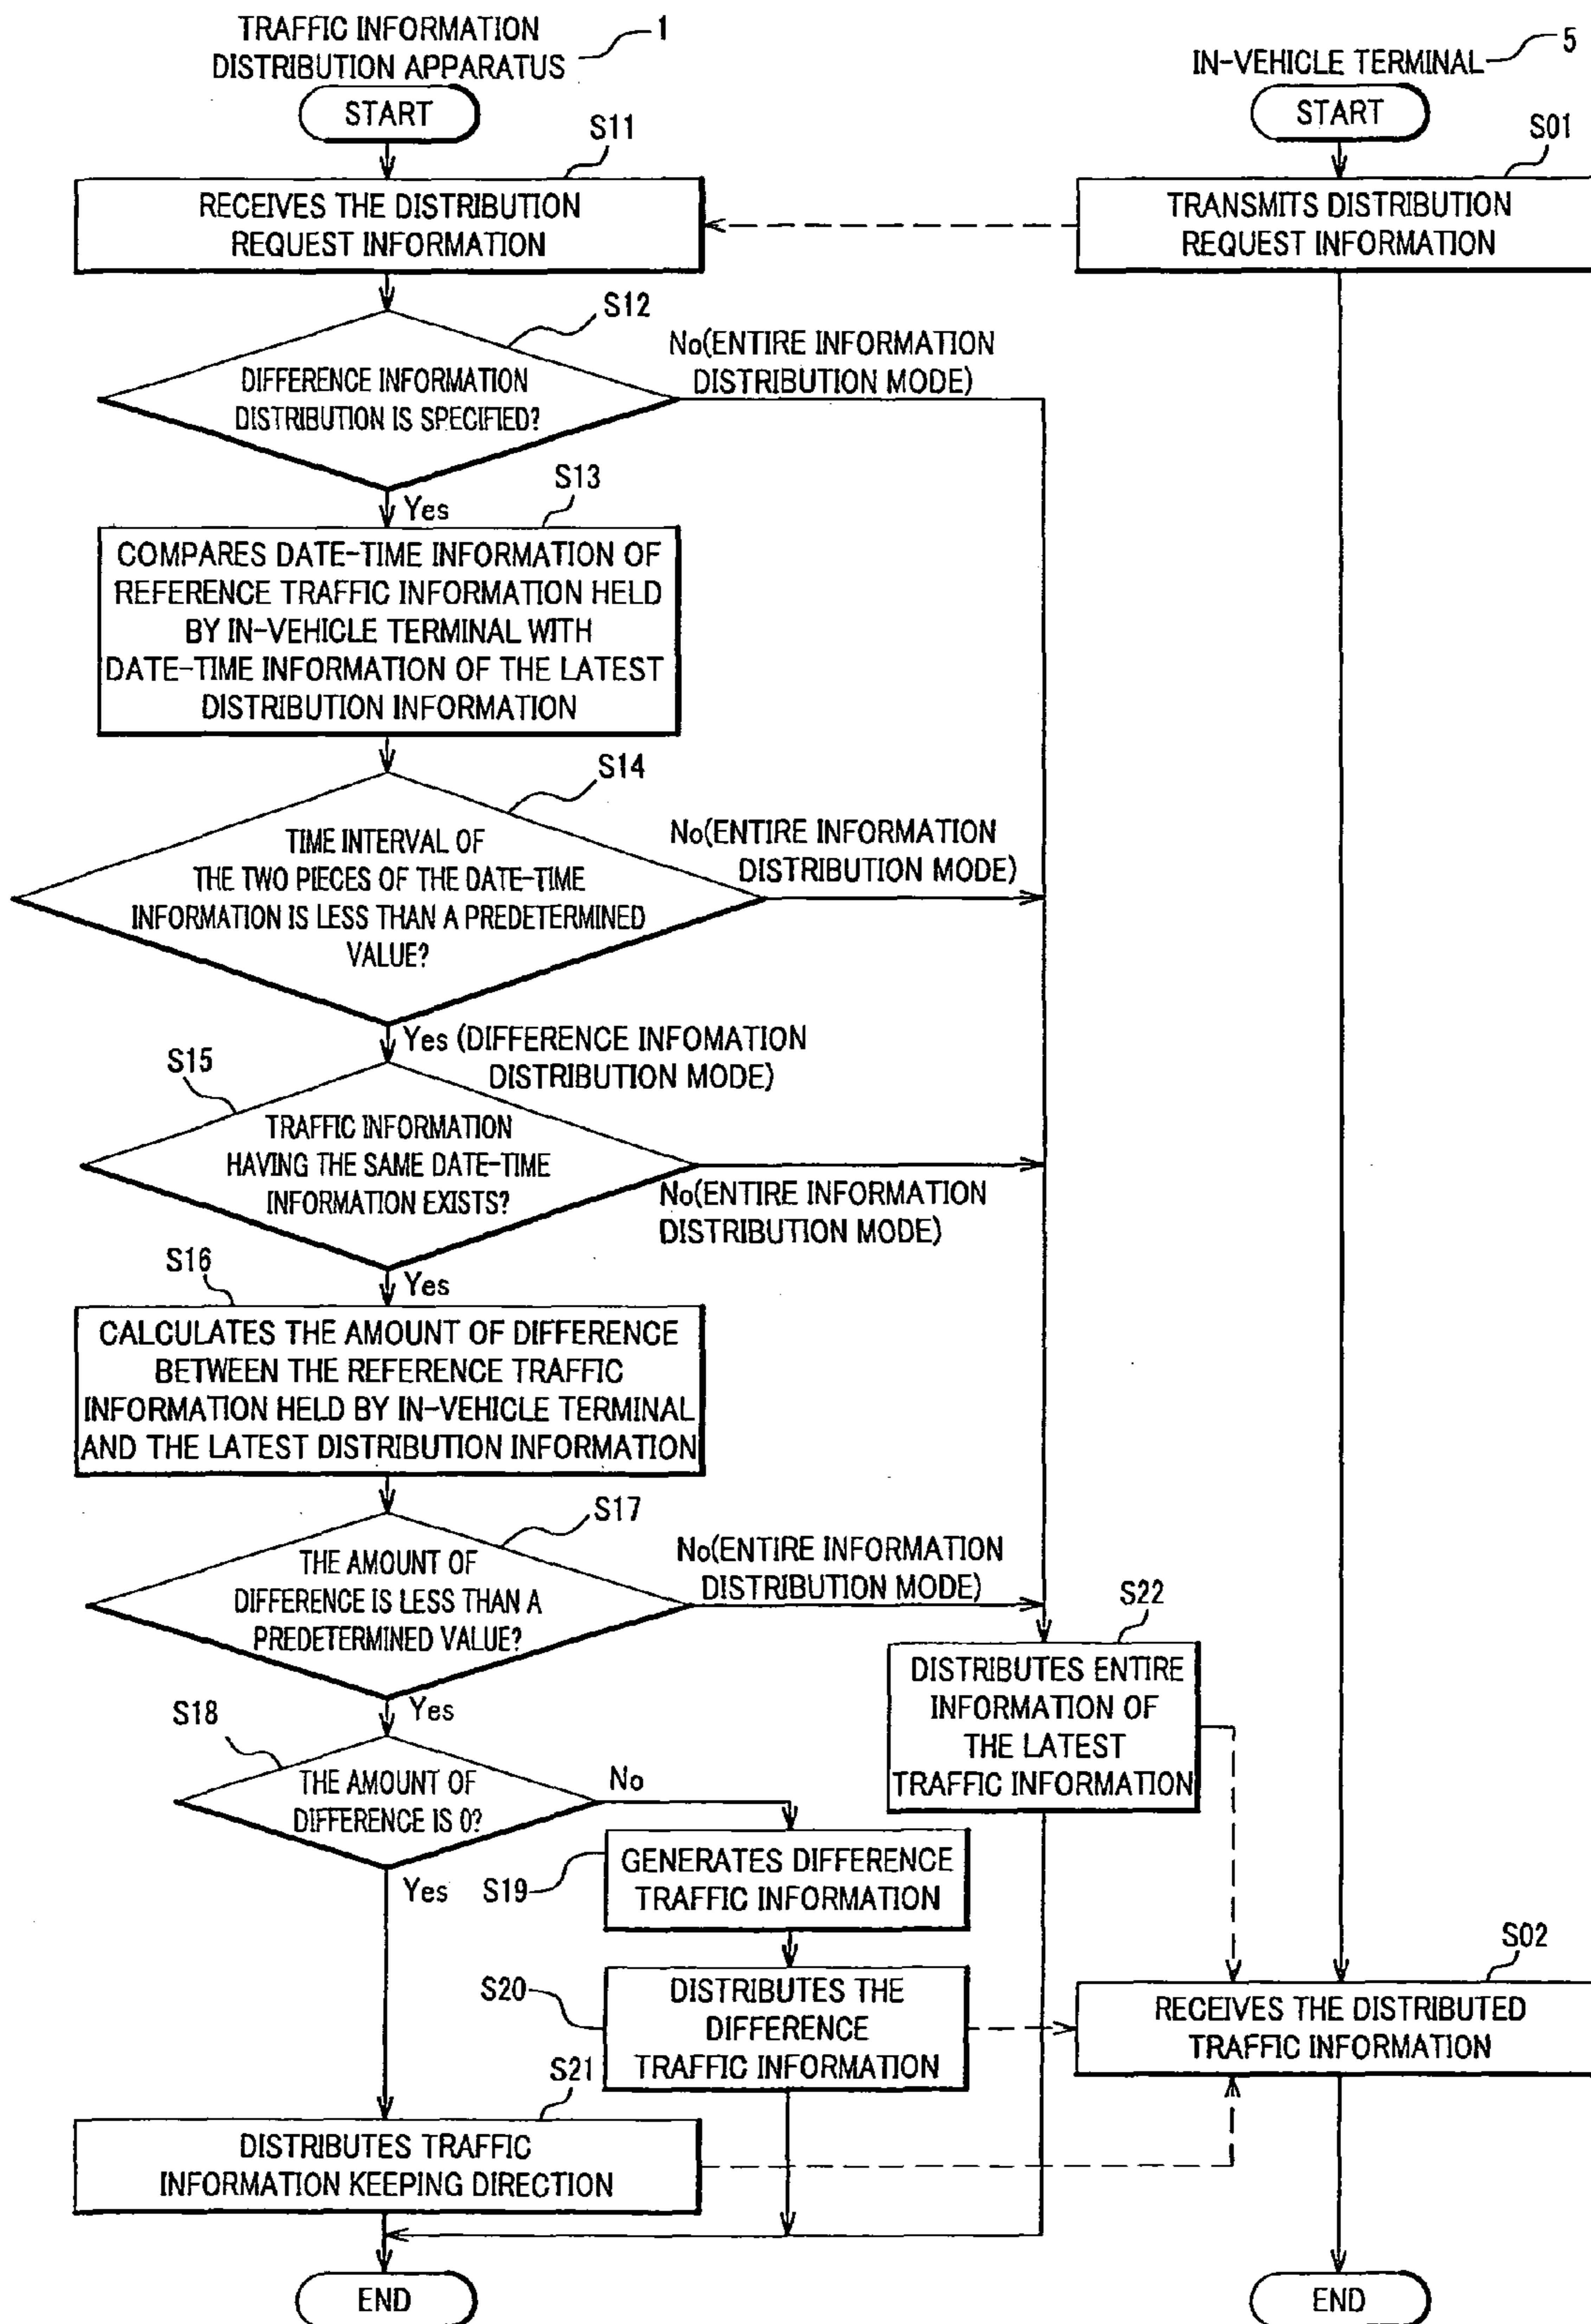 TRAFFIC INFORMATION
DISTRIBUTION APPARATUS
1
IN-VEHICLE TERMINAL
5
START
START
S11
S01
RECEIVES THE DISTRIBUTION
REQUEST INFORMATION
TRANSMITS DISTRIBUTION
REQUEST INFORMATION
S12
No(ENTIRE INFORMATION
DISTRIBUTION MODE)
DIFFERENCE INFORMATION
DISTRIBUTION IS SPECIFIED?
Yes
S13
COMPARES DATE-TIME INFORMATION OF
REFERENCE TRAFFIC INFORMATION HELD
BY IN-VEHICLE TERMINAL WITH
DATE-TIME INFORMATION OF THE LATEST
DISTRIBUTION INFORMATION
S14
No(ENTIRE INFORMATION
DISTRIBUTION MODE)
TIME INTERVAL OF
THE TWO PIECES OF THE DATE-TIME
INFORMATION IS LESS THAN A PREDETERMINED
VALUE?
Yes (DIFFERENCE INFOMATION
DISTRIBUTION MODE)
S15
TRAFFIC INFORMATION
HAVING THE SAME DATE-TIME
INFORMATION EXISTS?
No(ENTIRE INFORMATION
DISTRIBUTION MODE)
Yes
S16
CALCULATES THE AMOUNT OF DIFFERENCE
BETWEEN THE REFERENCE TRAFFIC
INFORMATION HELD BY IN-VEHICLE TERMINAL
AND THE LATEST DISTRIBUTION INFORMATION
S17
No(ENTIRE INFORMATION
DISTRIBUTION MODE)
THE AMOUNT OF
DIFFERENCE IS LESS THAN A
PREDETERMINED VALUE?
Yes
S22
DISTRIBUTES ENTIRE
INFORMATION OF
THE LATEST
TRAFFIC INFORMATION
S18
THE AMOUNT OF
DIFFERENCE IS 0?
No
Yes
S19
GENERATES DIFFERENCE
TRAFFIC INFORMATION
S20
DISTRIBUTES THE
DIFFERENCE
TRAFFIC INFORMATION
S02
RECEIVES THE DISTRIBUTED
TRAFFIC INFORMATION
S21
DISTRIBUTES TRAFFIC
INFORMATION KEEPING DIRECTION
END
END